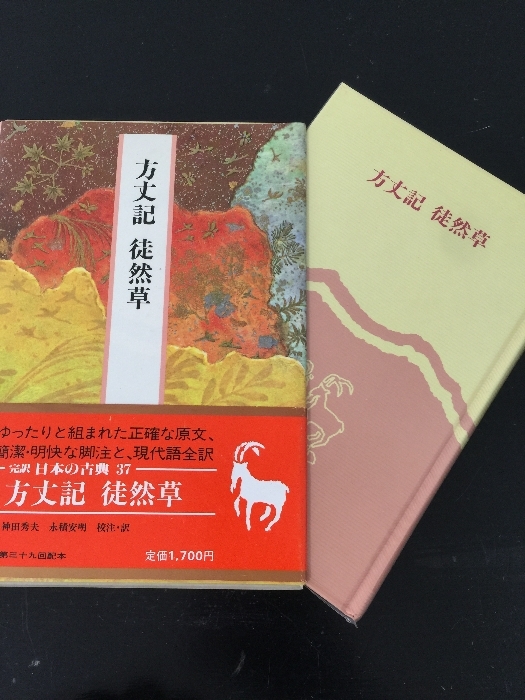 方丈記 徒然草
ゆったりと組まれた正確な原文、
簡潔・明快な脚注と、現代語全訳
完訳 日本の古典 37
方丈記 徒然草
神田秀夫 永積安明 校注・訳
第三十九回配本
定価1,700円
方丈記 徒然草